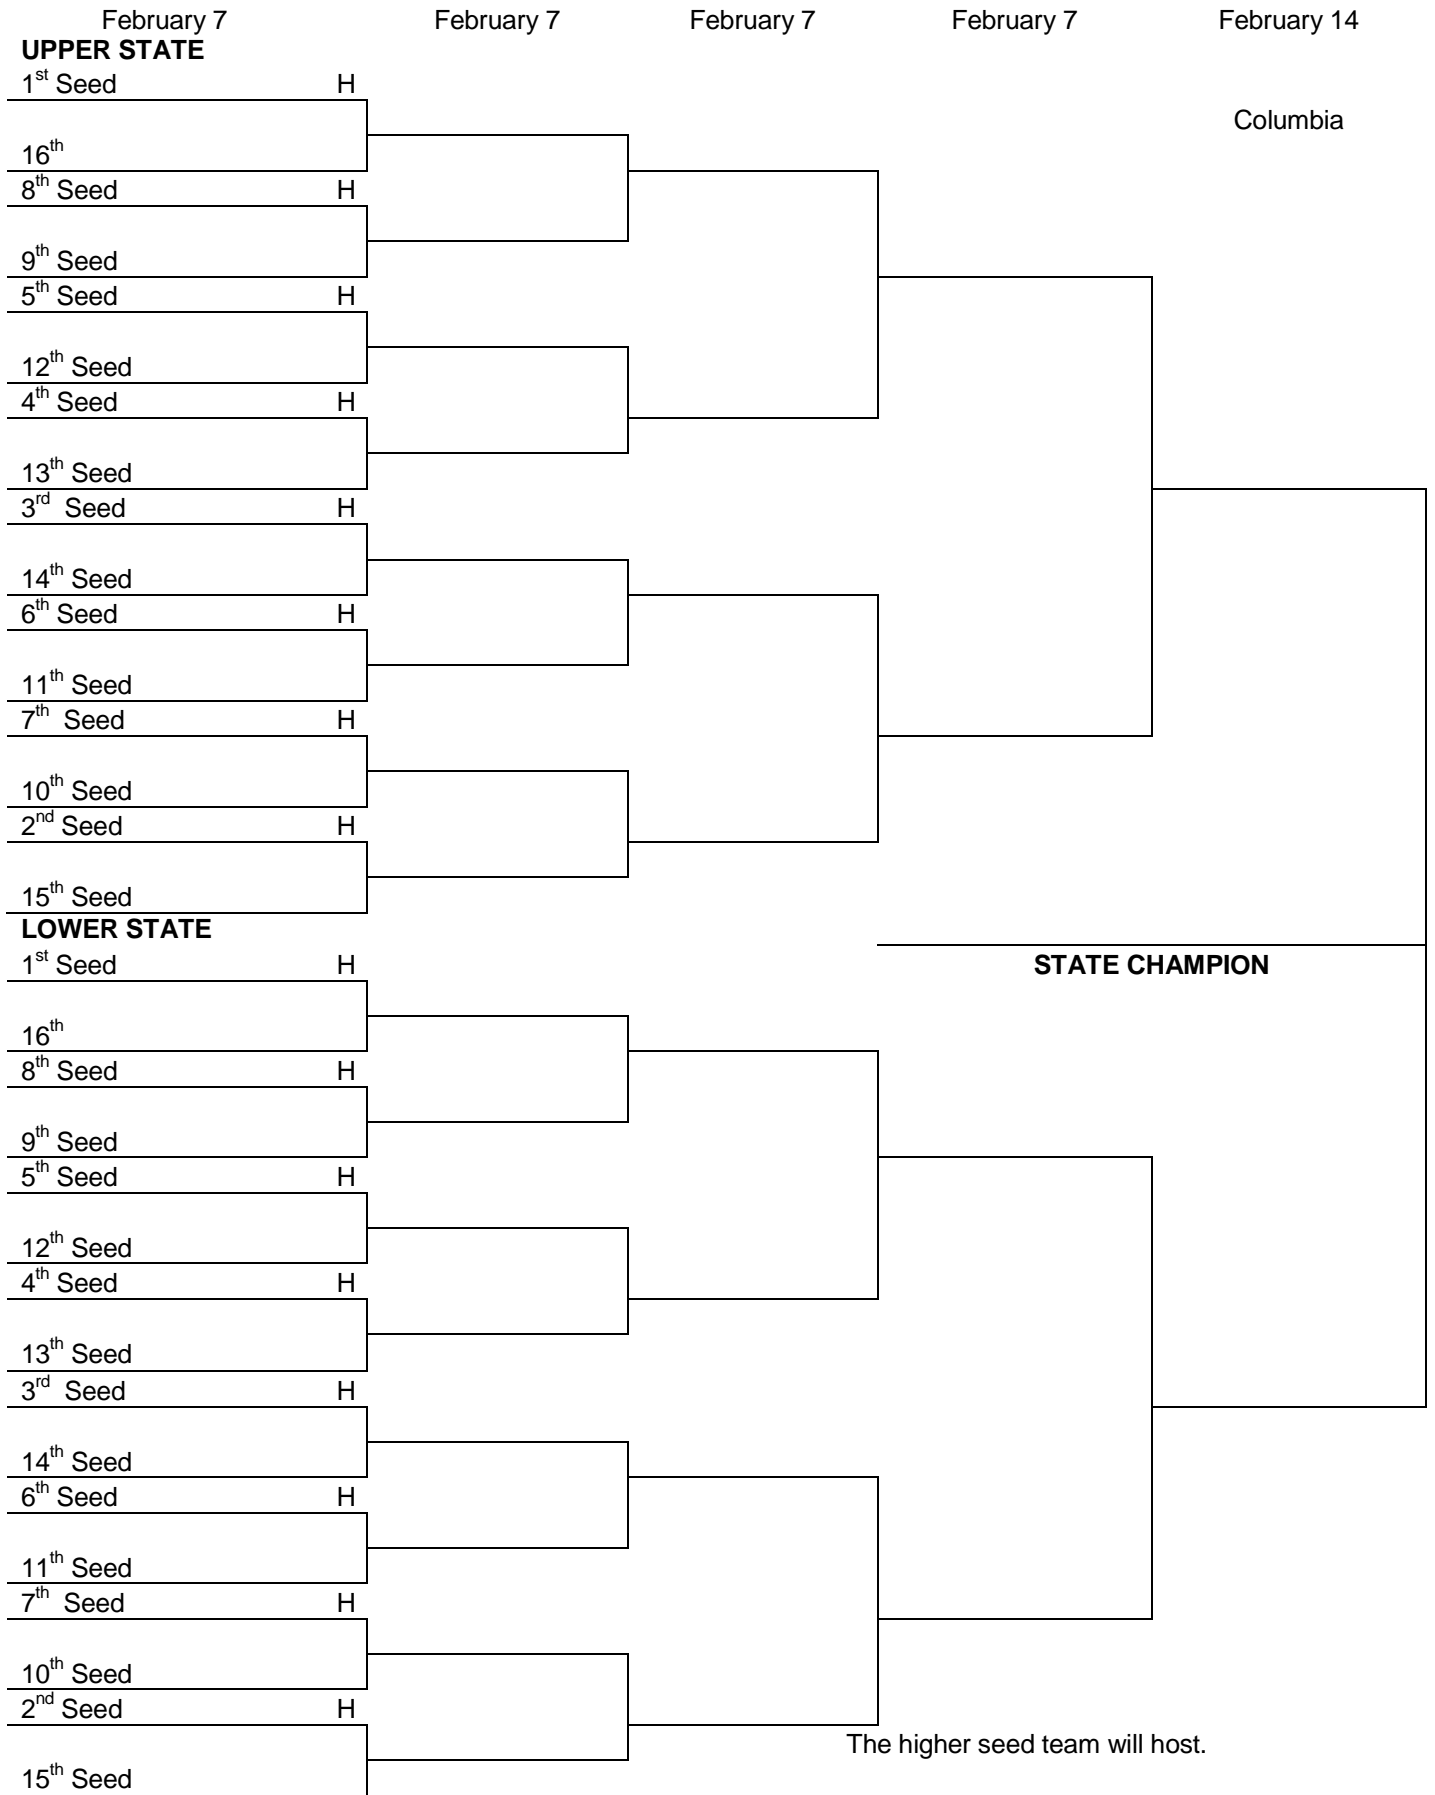 February 7 February 7 February 7 February 7 February 14
UPPER STATE
1st Seed H
Columbia
16th
8th Seed H
9th Seed
5th Seed H
12th Seed
4th Seed H
13th Seed
3rd Seed H
14th Seed
6th Seed H
11th Seed
7th Seed H
10th Seed
2nd Seed H
15th Seed
LOWER STATE
1st Seed H
STATE CHAMPION
16th
8th Seed H
9th Seed
5th Seed H
12th Seed
4th Seed H
13th Seed
3rd Seed H
14th Seed
6th Seed H
11th Seed
7th Seed H
10th Seed
2nd Seed H
The higher seed team will host.
15th Seed